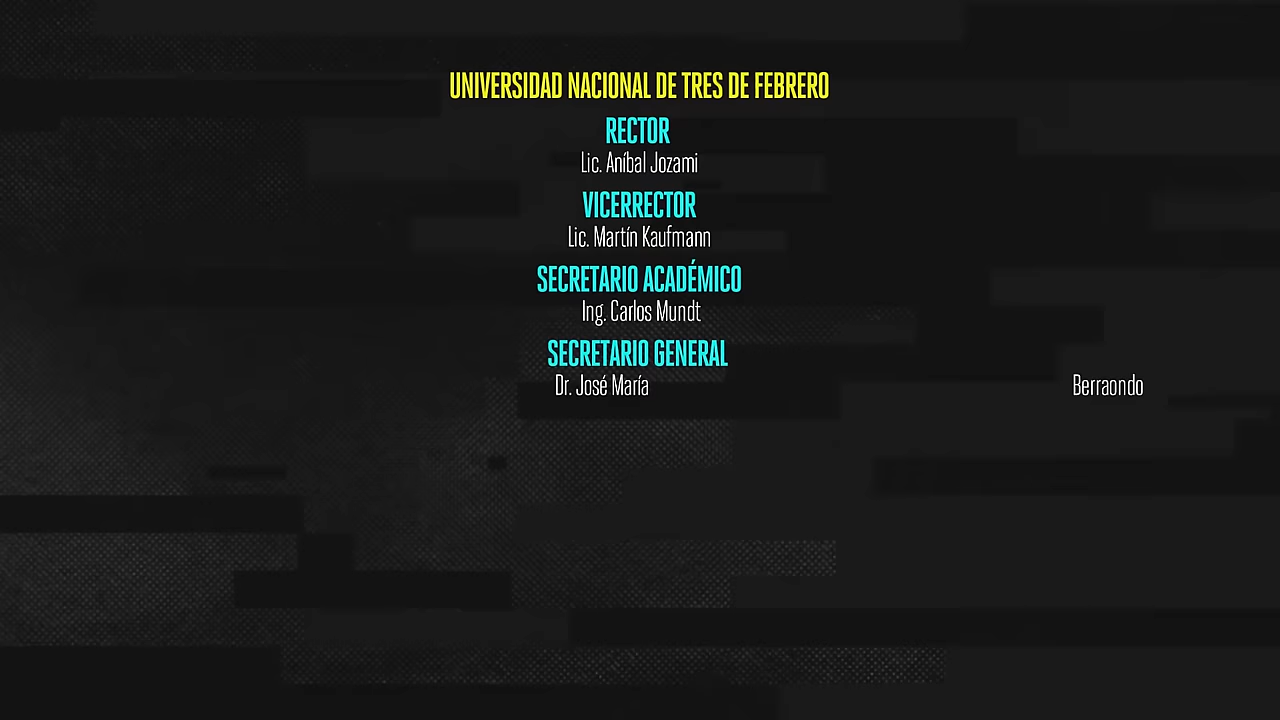 UNIVERSIDAD NACIONAL DE TRES DE FEBRERO
RECTOR
Lic. Aníbal Jozami
VICERRECTOR
Lic. Martín Kaufmann
SECRETARIO ACADÉMICO
Ing. Carlos Mundt
SECRETARIO GENERAL
Dr. José María Berraondo